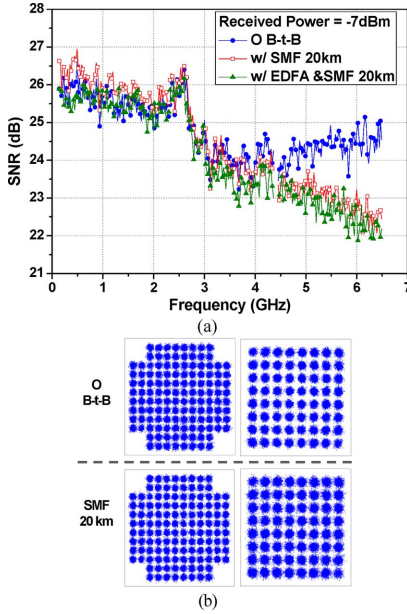 27
26
25
24
23
22
21
SNR (dB)
Received Power = -7dBm
O B-t-B
w/ SMF 20km
w/ EDFA &SMF 20km
0 1 2 3 4 5 6 7
Frequency (GHz)
(a)
O
B-t-B
SMF
20 km
(b)